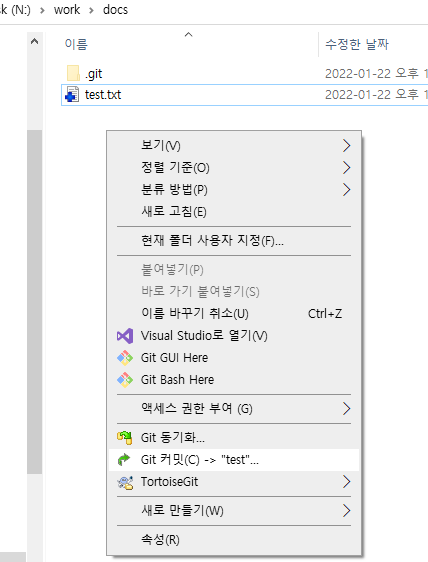 sk (N:) > work > docs
이름 수정한 날짜
.git 2022-01-22 오후 1
test.txt 2022-01-22 오후 1
보기(V)
정렬 기준(O)
분류 방법(P)
새로 고침(E)
현재 폴더 사용자 지정(F)...
붙여넣기(P)
바로 가기 붙여넣기(S)
이름 바꾸기 취소(U) Ctrl+Z
Visual Studio로 열기(V)
Git GUI Here
Git Bash Here
액세스 권한 부여 (G)
Git 동기화...
Git 커밋(C) -> "test"...
TortoiseGit
새로 만들기(W)
속성(R)